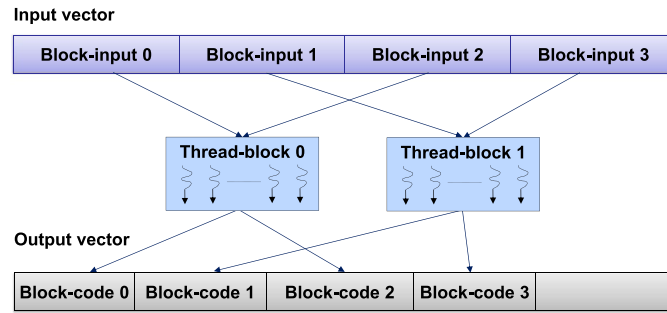 Input vector
Block-input 0 Block-input 1 Block-input 2 Block-input 3
Thread-block 0 Thread-block 1
Output vector
Block-code 0 Block-code 1 Block-code 2 Block-code 3